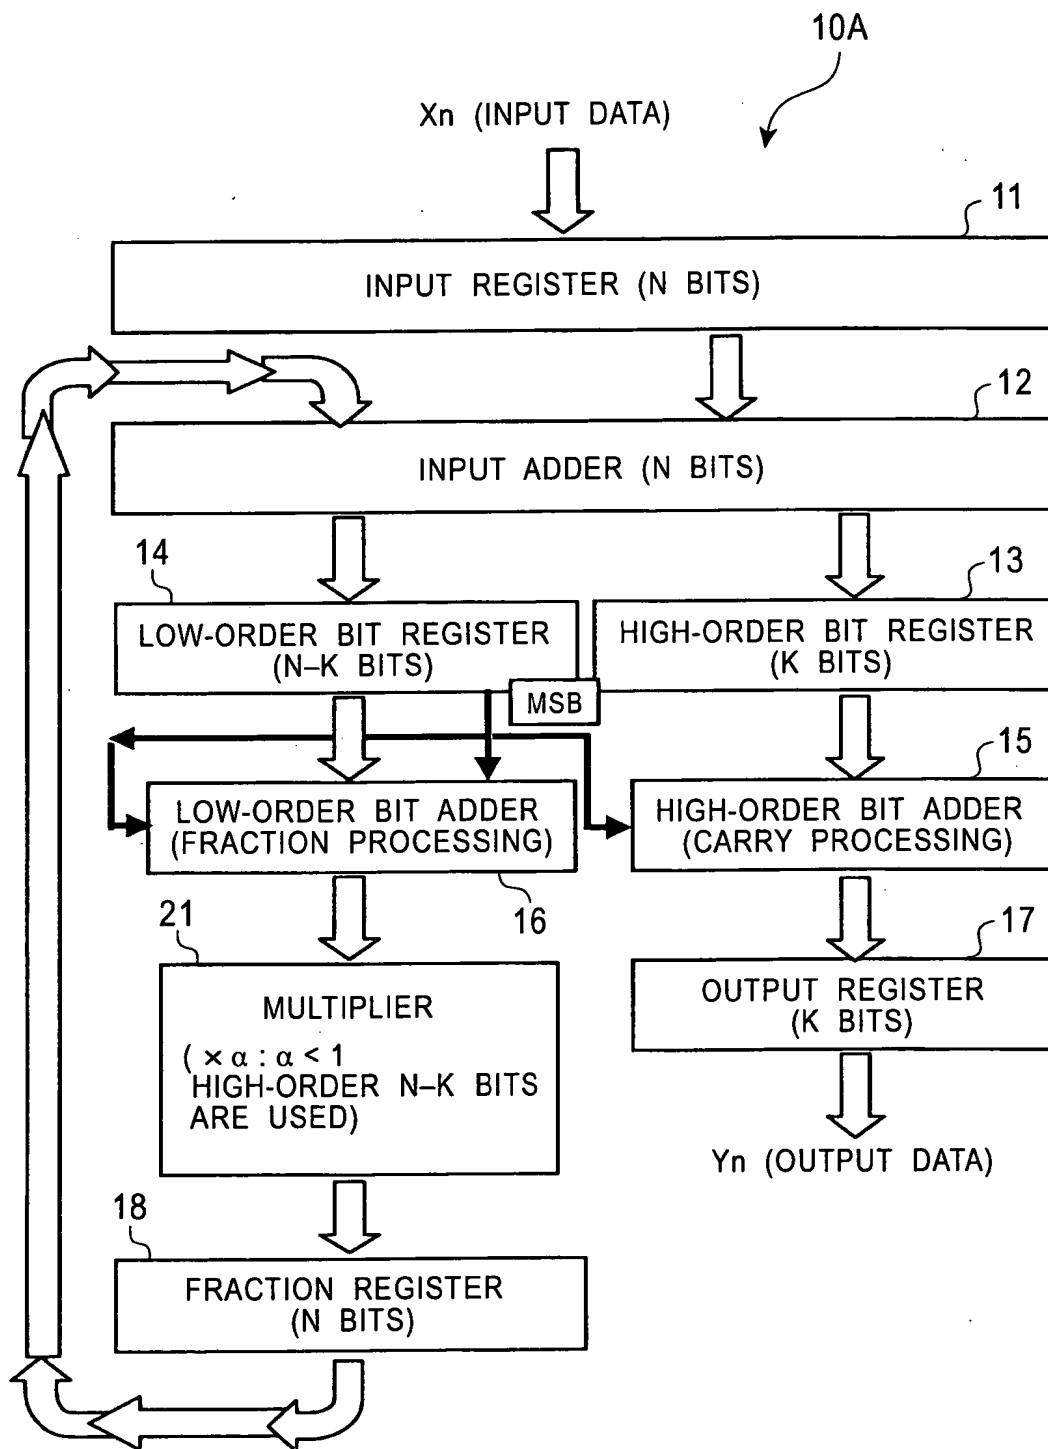 10A
Xn (INPUT DATA)
11
INPUT REGISTER (N BITS)
12
INPUT ADDER (N BITS)
14
LOW-ORDER BIT REGISTER
(N–K BITS)
13
HIGH-ORDER BIT REGISTER
(K BITS)
MSB
LOW-ORDER BIT ADDER
(FRACTION PROCESSING)
16
15
HIGH-ORDER BIT ADDER
(CARRY PROCESSING)
21
MULTIPLIER
( × α : α < 1
HIGH-ORDER N–K BITS
ARE USED)
17
OUTPUT REGISTER
(K BITS)
Yn (OUTPUT DATA)
18
FRACTION REGISTER
(N BITS)